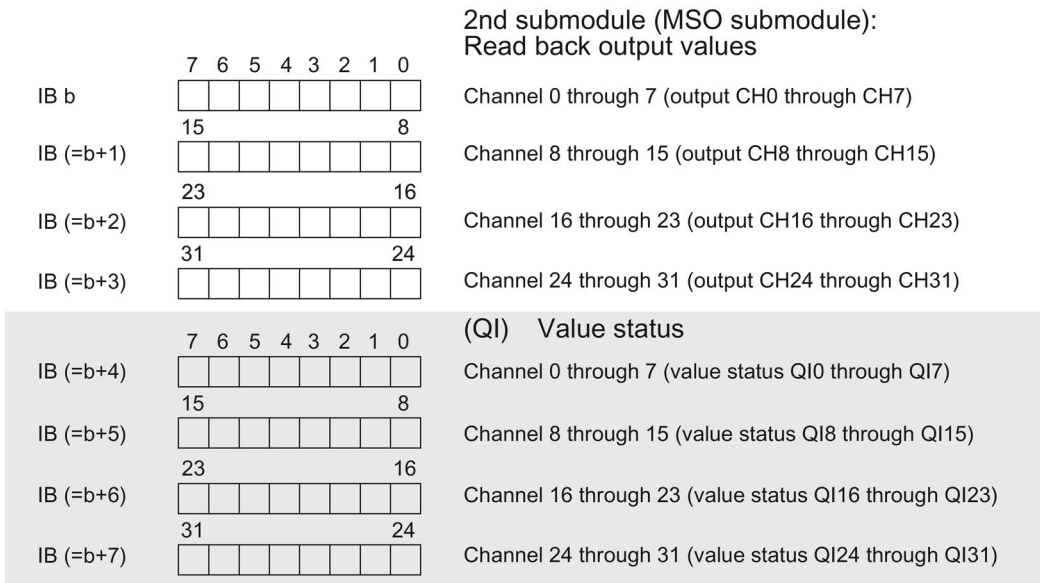 2nd submodule (MSO submodule):
Read back output values
7 6 5 4 3 2 1 0
IB b Channel 0 through 7 (output CH0 through CH7)
15 8
IB (=b+1) Channel 8 through 15 (output CH8 through CH15)
23 16
IB (=b+2) Channel 16 through 23 (output CH16 through CH23)
31 24
IB (=b+3) Channel 24 through 31 (output CH24 through CH31)
(QI) Value status
7 6 5 4 3 2 1 0
IB (=b+4) Channel 0 through 7 (value status QI0 through QI7)
15 8
IB (=b+5) Channel 8 through 15 (value status QI8 through QI15)
23 16
IB (=b+6) Channel 16 through 23 (value status QI16 through QI23)
31 24
IB (=b+7) Channel 24 through 31 (value status QI24 through QI31)